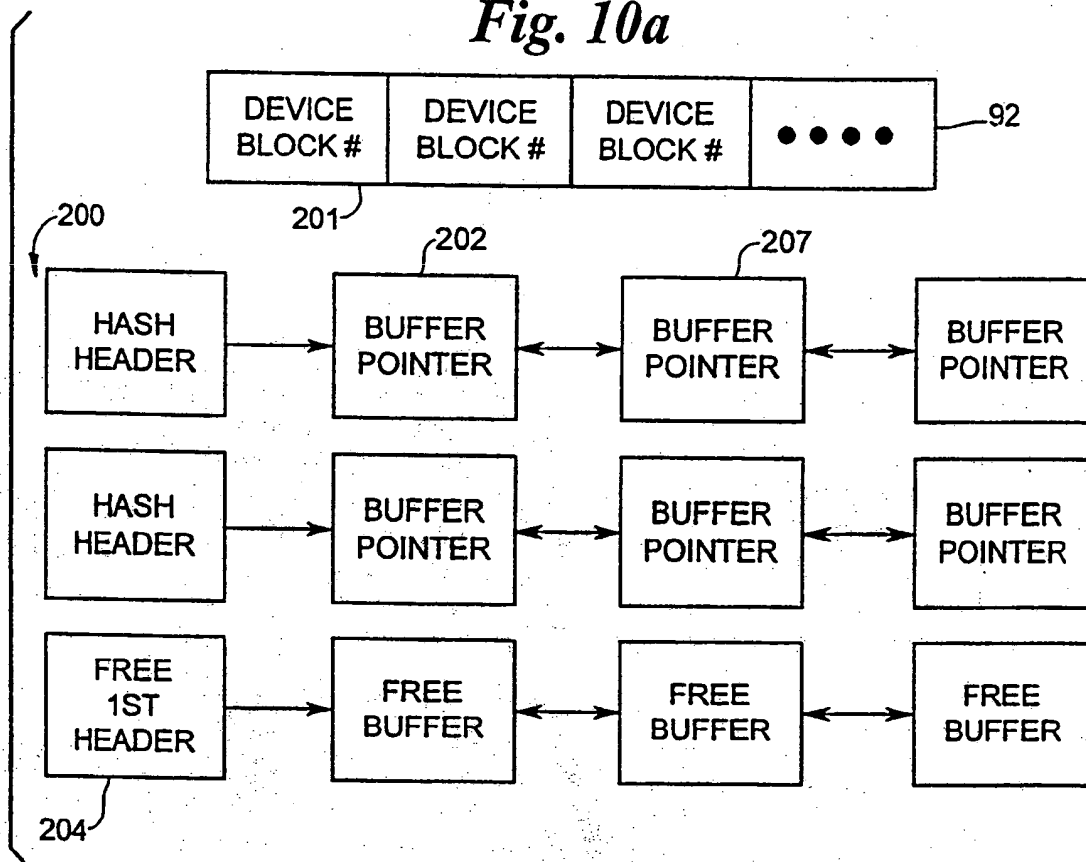 Fig. 10a
DEVICE
BLOCK #
DEVICE
BLOCK #
DEVICE
BLOCK #
92
201
200
202
207
HASH
HEADER
BUFFER
POINTER
BUFFER
POINTER
BUFFER
POINTER
HASH
HEADER
BUFFER
POINTER
BUFFER
POINTER
BUFFER
POINTER
FREE
1ST
HEADER
FREE
BUFFER
FREE
BUFFER
FREE
BUFFER
204